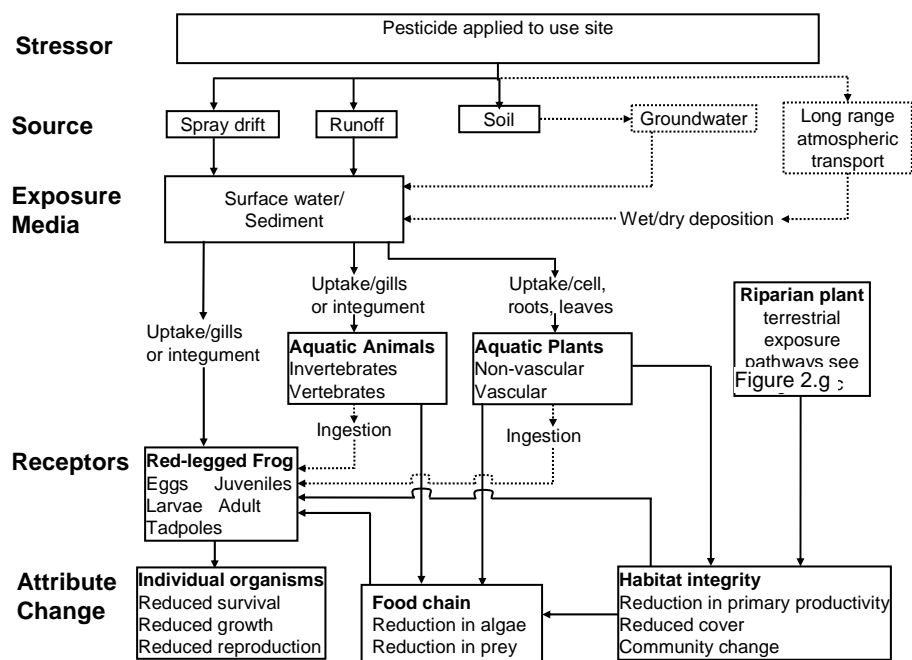 Stressor
Pesticide applied to use site
Source
Spray drift
Runoff
Soil
Groundwater
Long range
atmospheric
transport
Exposure
Media
Surface water/
Sediment
Wet/dry deposition
Uptake/gills
or integument
Uptake/gills
or integument
Uptake/cell,
roots, leaves
Riparian plant
terrestrial
exposure
pathways see
Figure 2.g
Aquatic Animals
Invertebrates
Vertebrates
Aquatic Plants
Non-vascular
Vascular
Ingestion
Ingestion
Receptors
Red-legged Frog
Eggs Juveniles
Larvae Adult
Tadpoles
Attribute
Change
Individual organisms
Reduced survival
Reduced growth
Reduced reproduction
Food chain
Reduction in algae
Reduction in prey
Habitat integrity
Reduction in primary productivity
Reduced cover
Community change